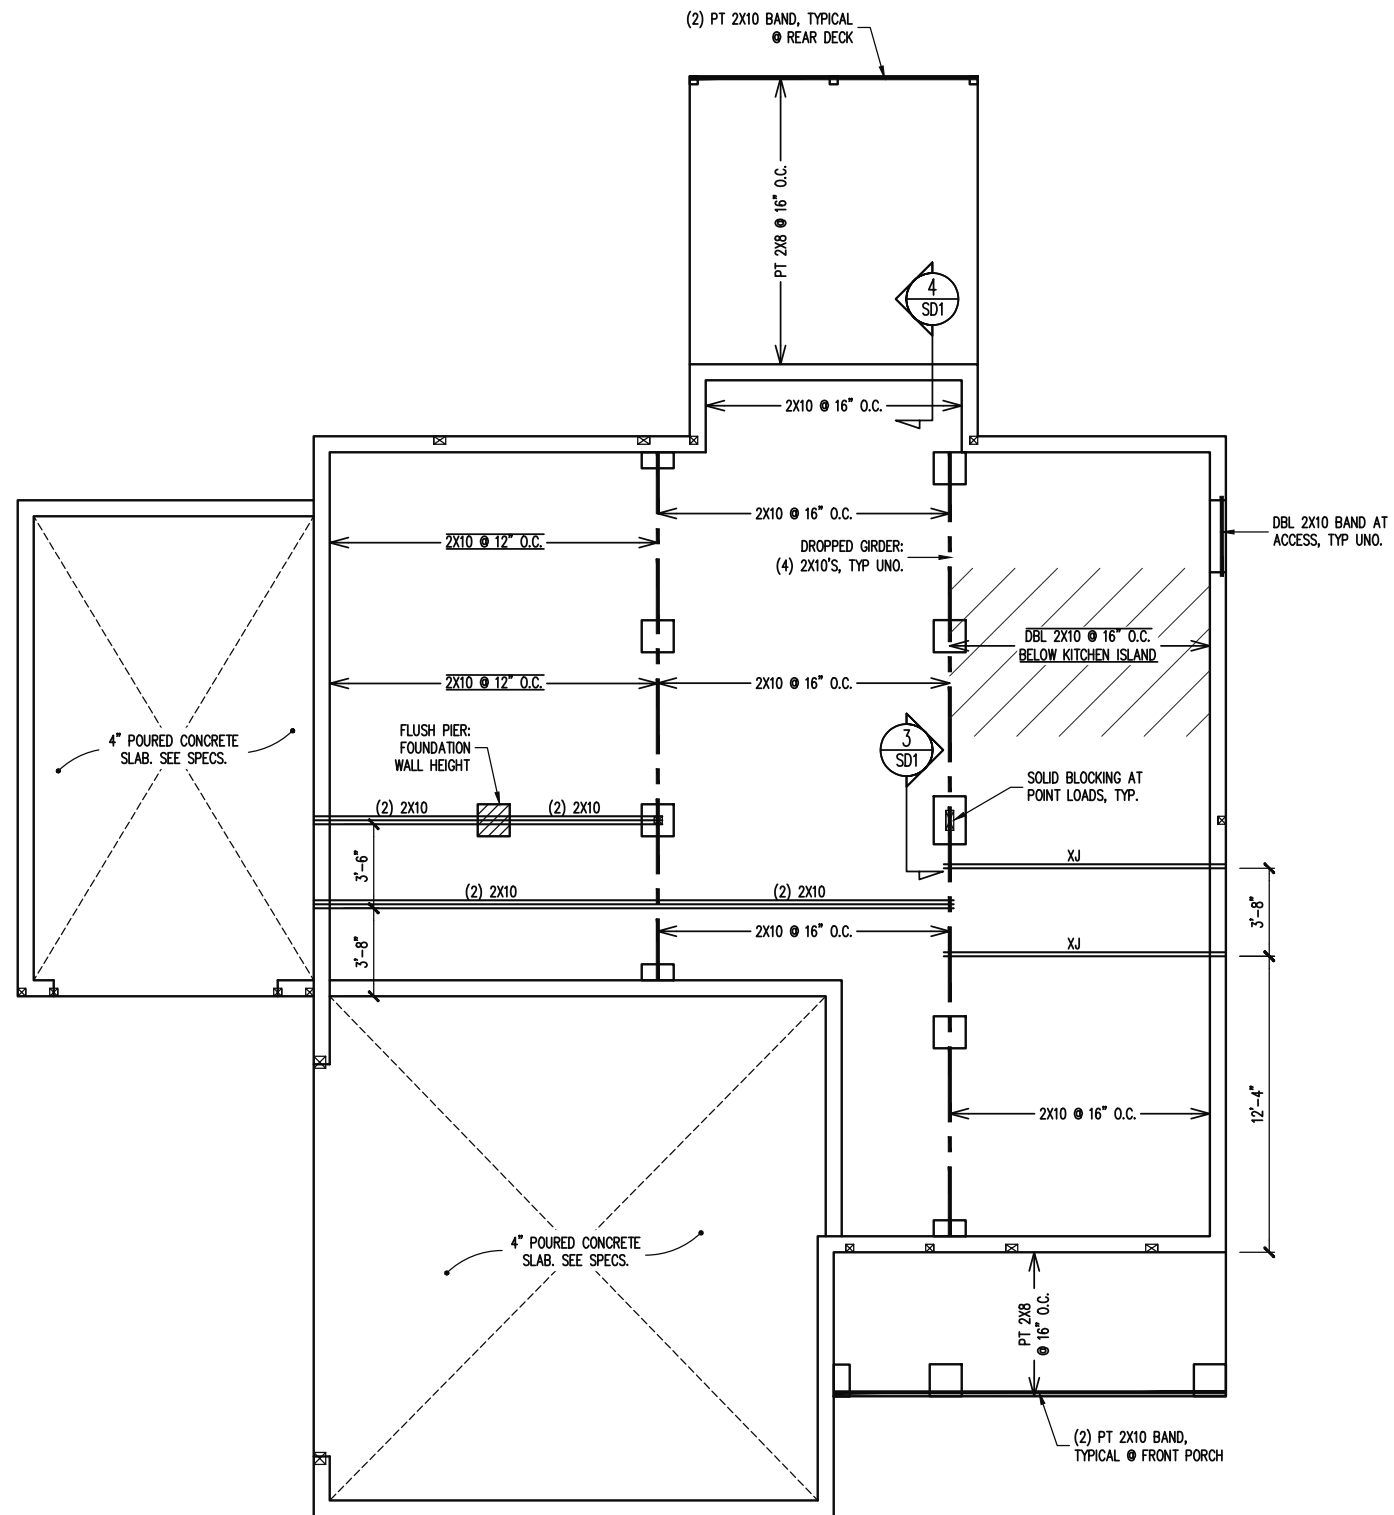 (2) PT 2X10 BAND, TYPICAL
@ REAR DECK
PT 2X8 @ 16" O.C.
4
SD1
2X10 @ 16" O.C.
2X10 @ 16" O.C.
2X10 @ 12" O.C.
DROPPED GIRDER:
(4) 2X10'S, TYP UNO.
DBL 2X10 BAND AT
ACCESS, TYP UNO.
DBL 2X10 @ 16" O.C.
BELOW KITCHEN ISLAND
2X10 @ 12" O.C.
2X10 @ 16" O.C.
4" POURED CONCRETE
SLAB. SEE SPECS.
FLUSH PIER:
FOUNDATION
WALL HEIGHT
3
SD1
SOLID BLOCKING AT
POINT LOADS, TYP.
(2) 2X10
(2) 2X10
3'-6"
XJ
(2) 2X10
(2) 2X10
3'-8"
2X10 @ 16" O.C.
3'-8"
XJ
12'-4"
2X10 @ 16" O.C.
4" POURED CONCRETE
SLAB. SEE SPECS.
PT 2X8
@ 16" O.C.
(2) PT 2X10 BAND,
TYPICAL @ FRONT PORCH